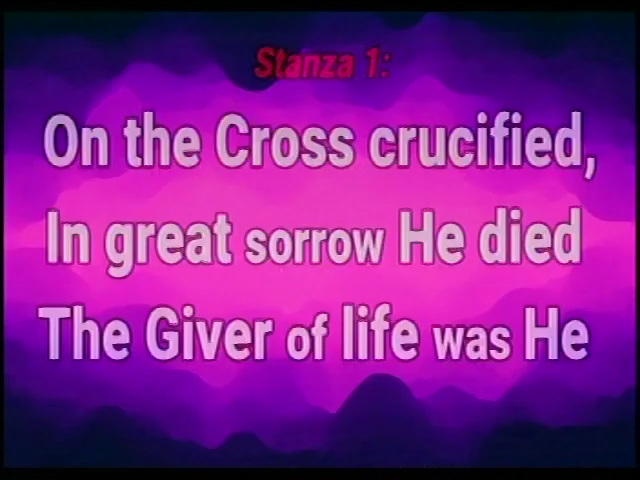 Stanza 1:
On the Cross crucified,
In great sorrow He died
The Giver of life was He